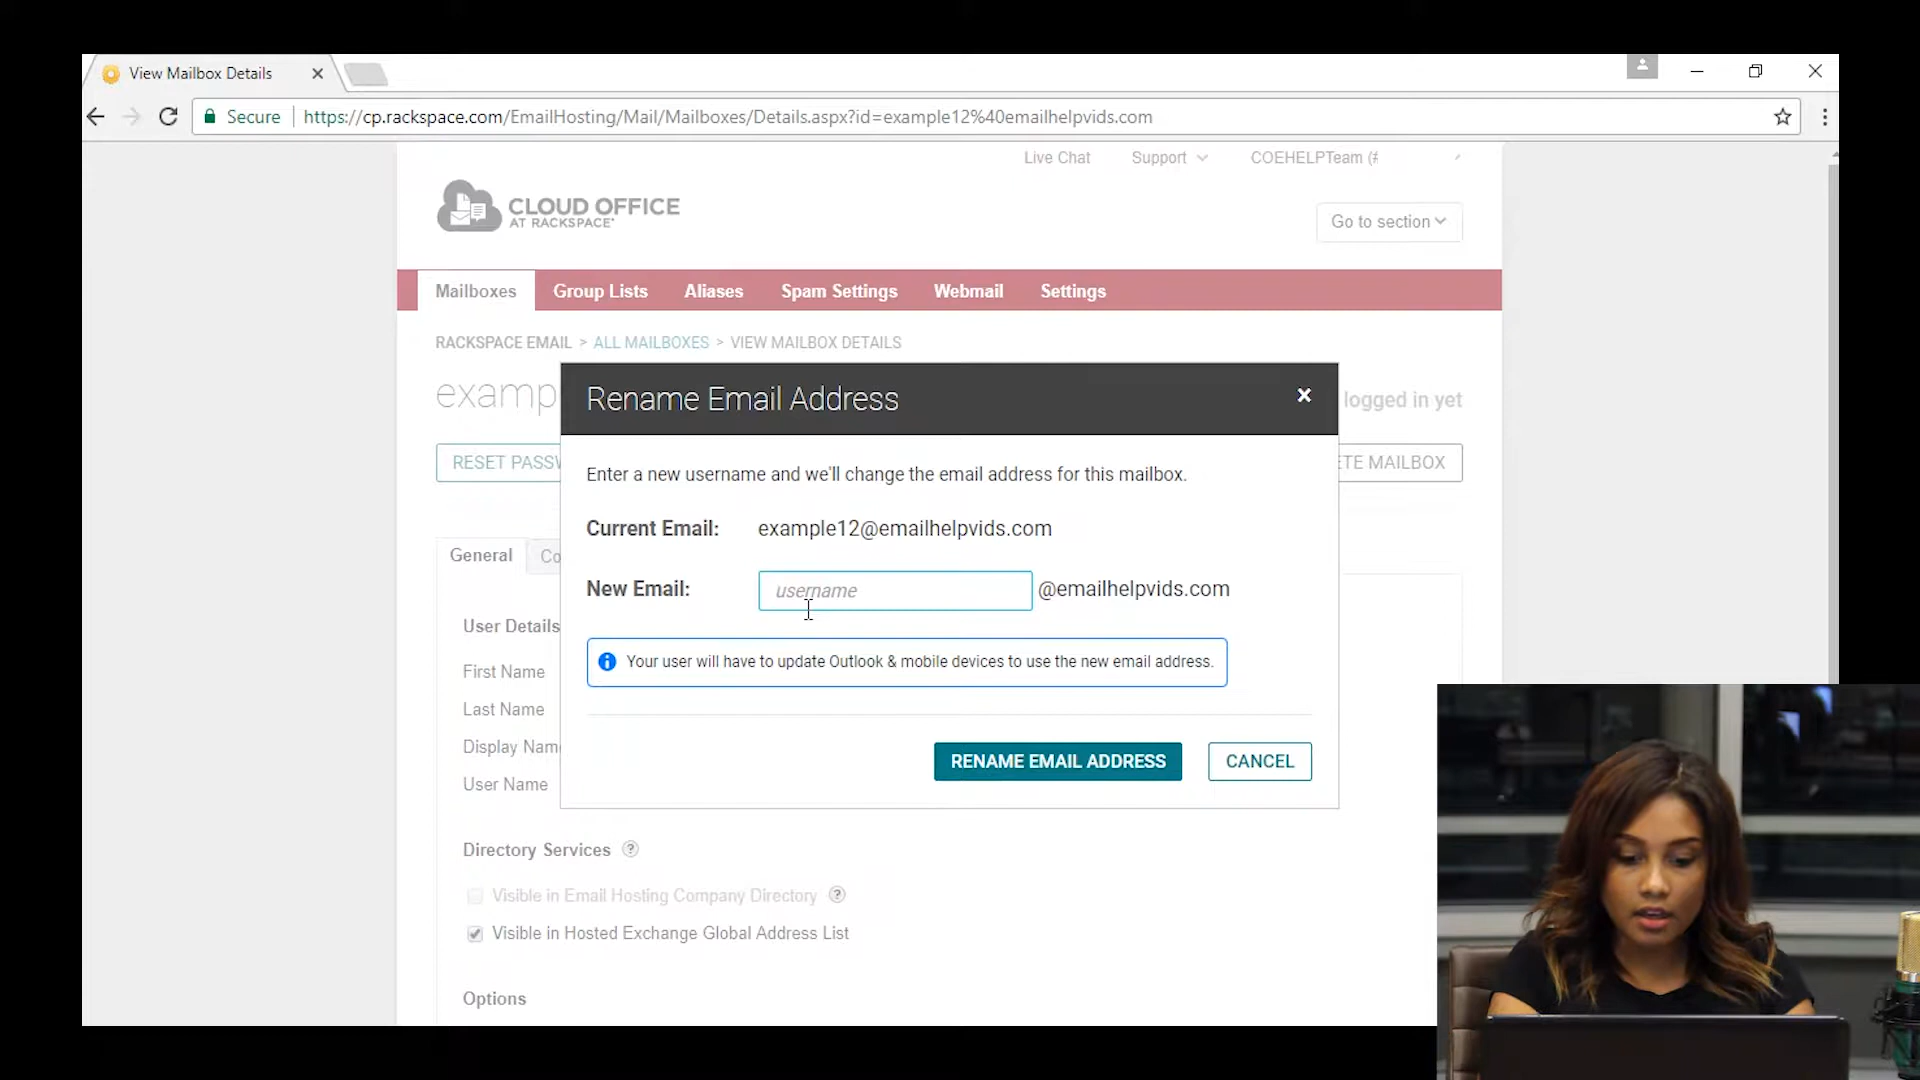 View Mailbox Details
Secure
https://cp.rackspace.com/EmailHosting/Mail/Mailboxes/Details.aspx?id=example12%40emailhelpvids.com
Live Chat Support COEHELPTeam (#
CLOUD OFFICE
AT RACKSPACE
Go to section
Mailboxes Group Lists Aliases Spam Settings Webmail Settings
RACKSPACE EMAIL > ALL MAILBOXES > VIEW MAILBOX DETAILS
examp
logged in yet
RESET PASSW
TE MAILBOX
Rename Email Address
Enter a new username and we'll change the email address for this mailbox.
Current Email: example12@emailhelpvids.com
New Email: username @emailhelpvids.com
Your user will have to update Outlook & mobile devices to use the new email address.
RENAME EMAIL ADDRESS CANCEL
General Co
User Details
First Name
Last Name
Display Nam
User Name
Directory Services ?
Visible in Email Hosting Company Directory ?
Visible in Hosted Exchange Global Address List
Options